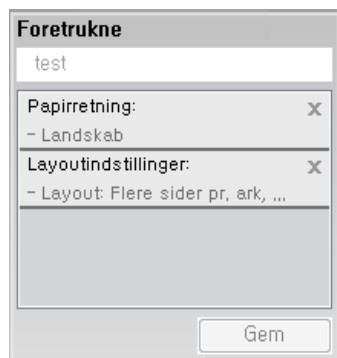 Foretrukne
test
Papirretning:
X
- Landskab
Layoutindstillinger:
X
- Layout: Flere sider pr, ark, ...
Gem